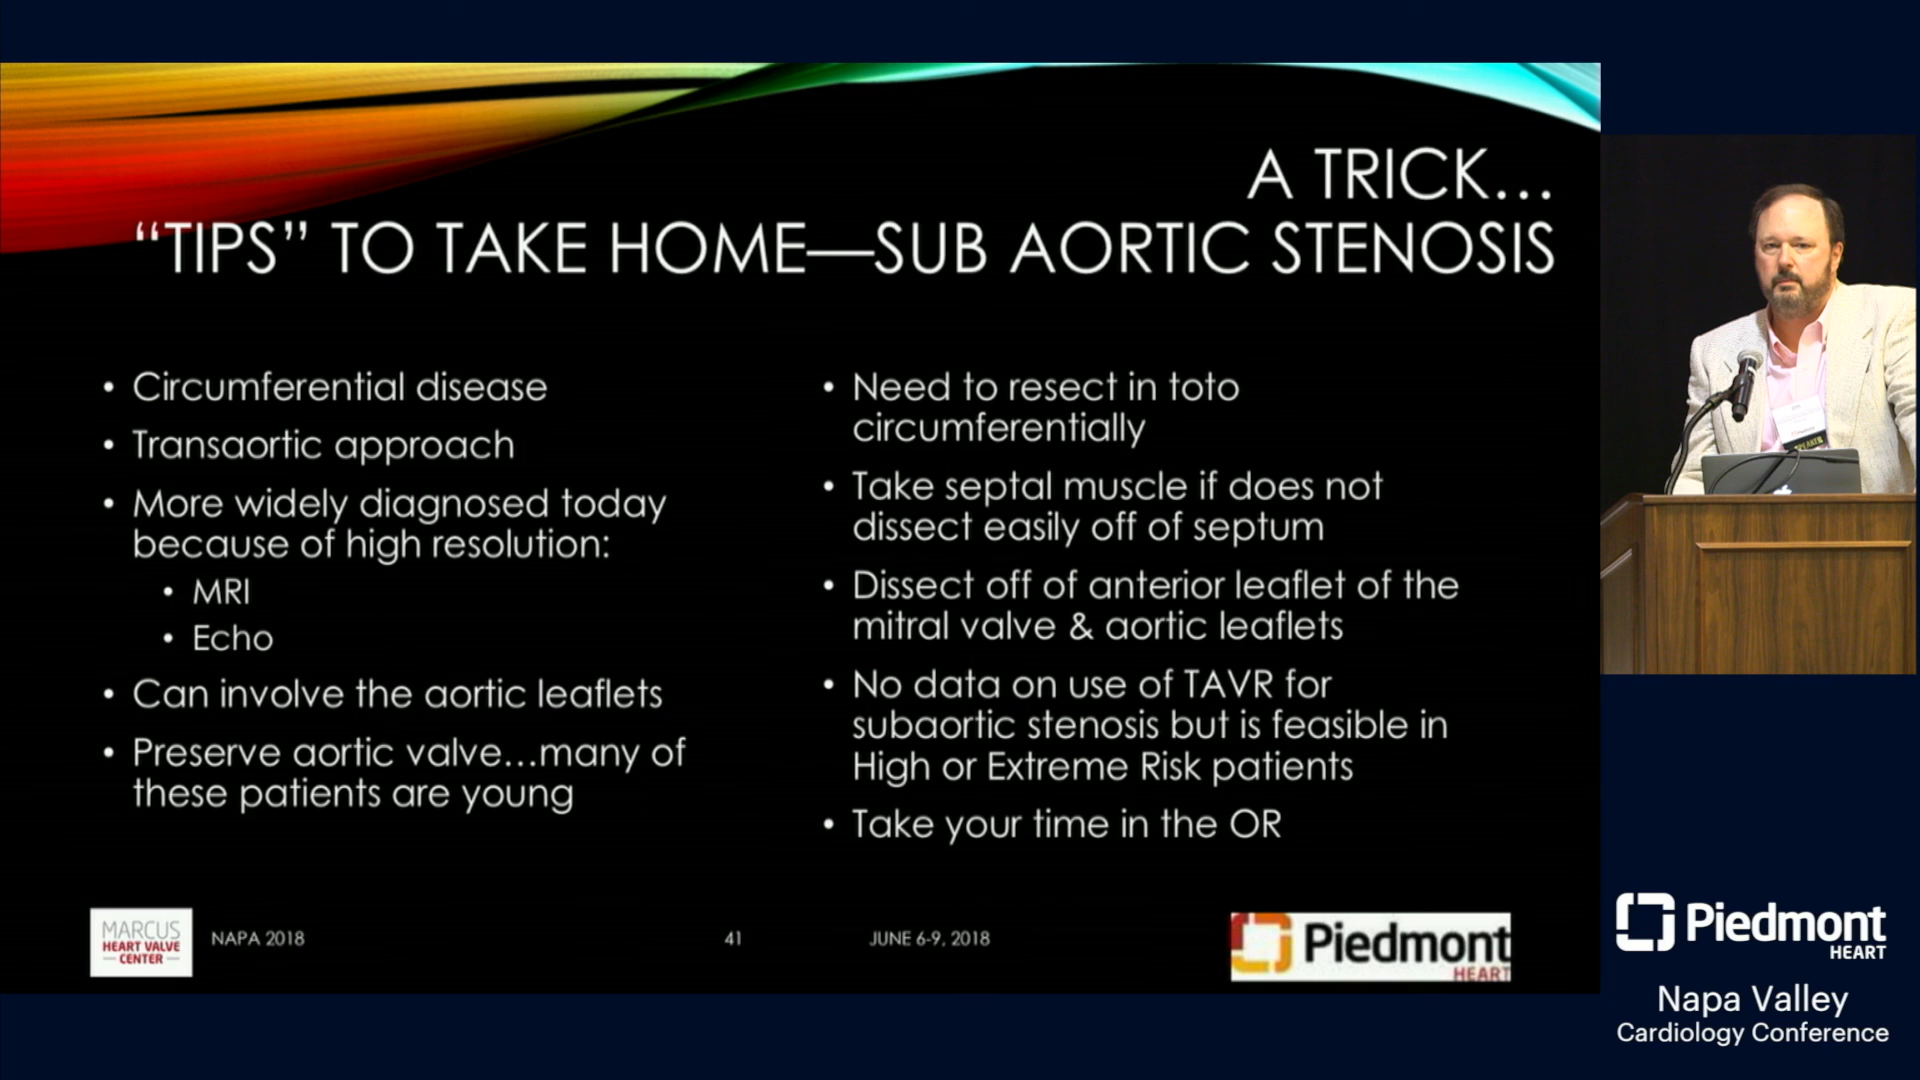 A TRICK...
“TIPS” TO TAKE HOME—SUB AORTIC STENOSIS
• Circumferential disease
• Transaortic approach
• More widely diagnosed today
because of high resolution:
• MRI
• Echo
• Can involve the aortic leaflets
• Preserve aortic valve...many of
these patients are young
• Need to resect in toto
circumferentially
• Take septal muscle if does not
dissect easily off of septum
• Dissect off of anterior leaflet of the
mitral valve & aortic leaflets
• No data on use of TAVR for
subaortic stenosis but is feasible in
High or Extreme Risk patients
• Take your time in the OR
MARCUS
HEART VALVE
CENTER
NAPA 2018
41
JUNE 6-9, 2018
Piedmont
HEART
SPEAKER
Piedmont
HEART
Napa Valley
Cardiology Conference